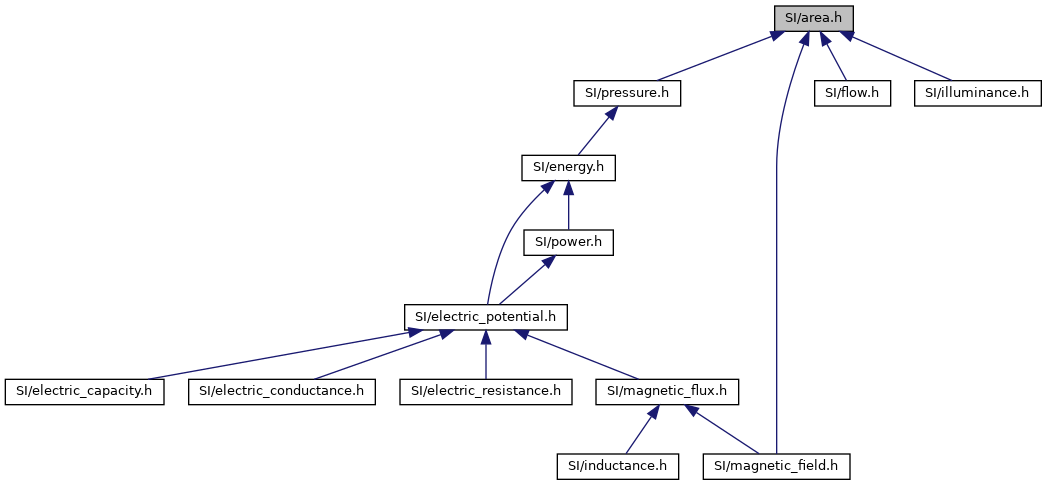 SI/area.h
SI/pressure.h
SI/flow.h
SI/illuminance.h
SI/energy.h
SI/power.h
SI/electric_potential.h
SI/electric_capacity.h
SI/electric_conductance.h
SI/electric_resistance.h
SI/magnetic_flux.h
SI/inductance.h
SI/magnetic_field.h